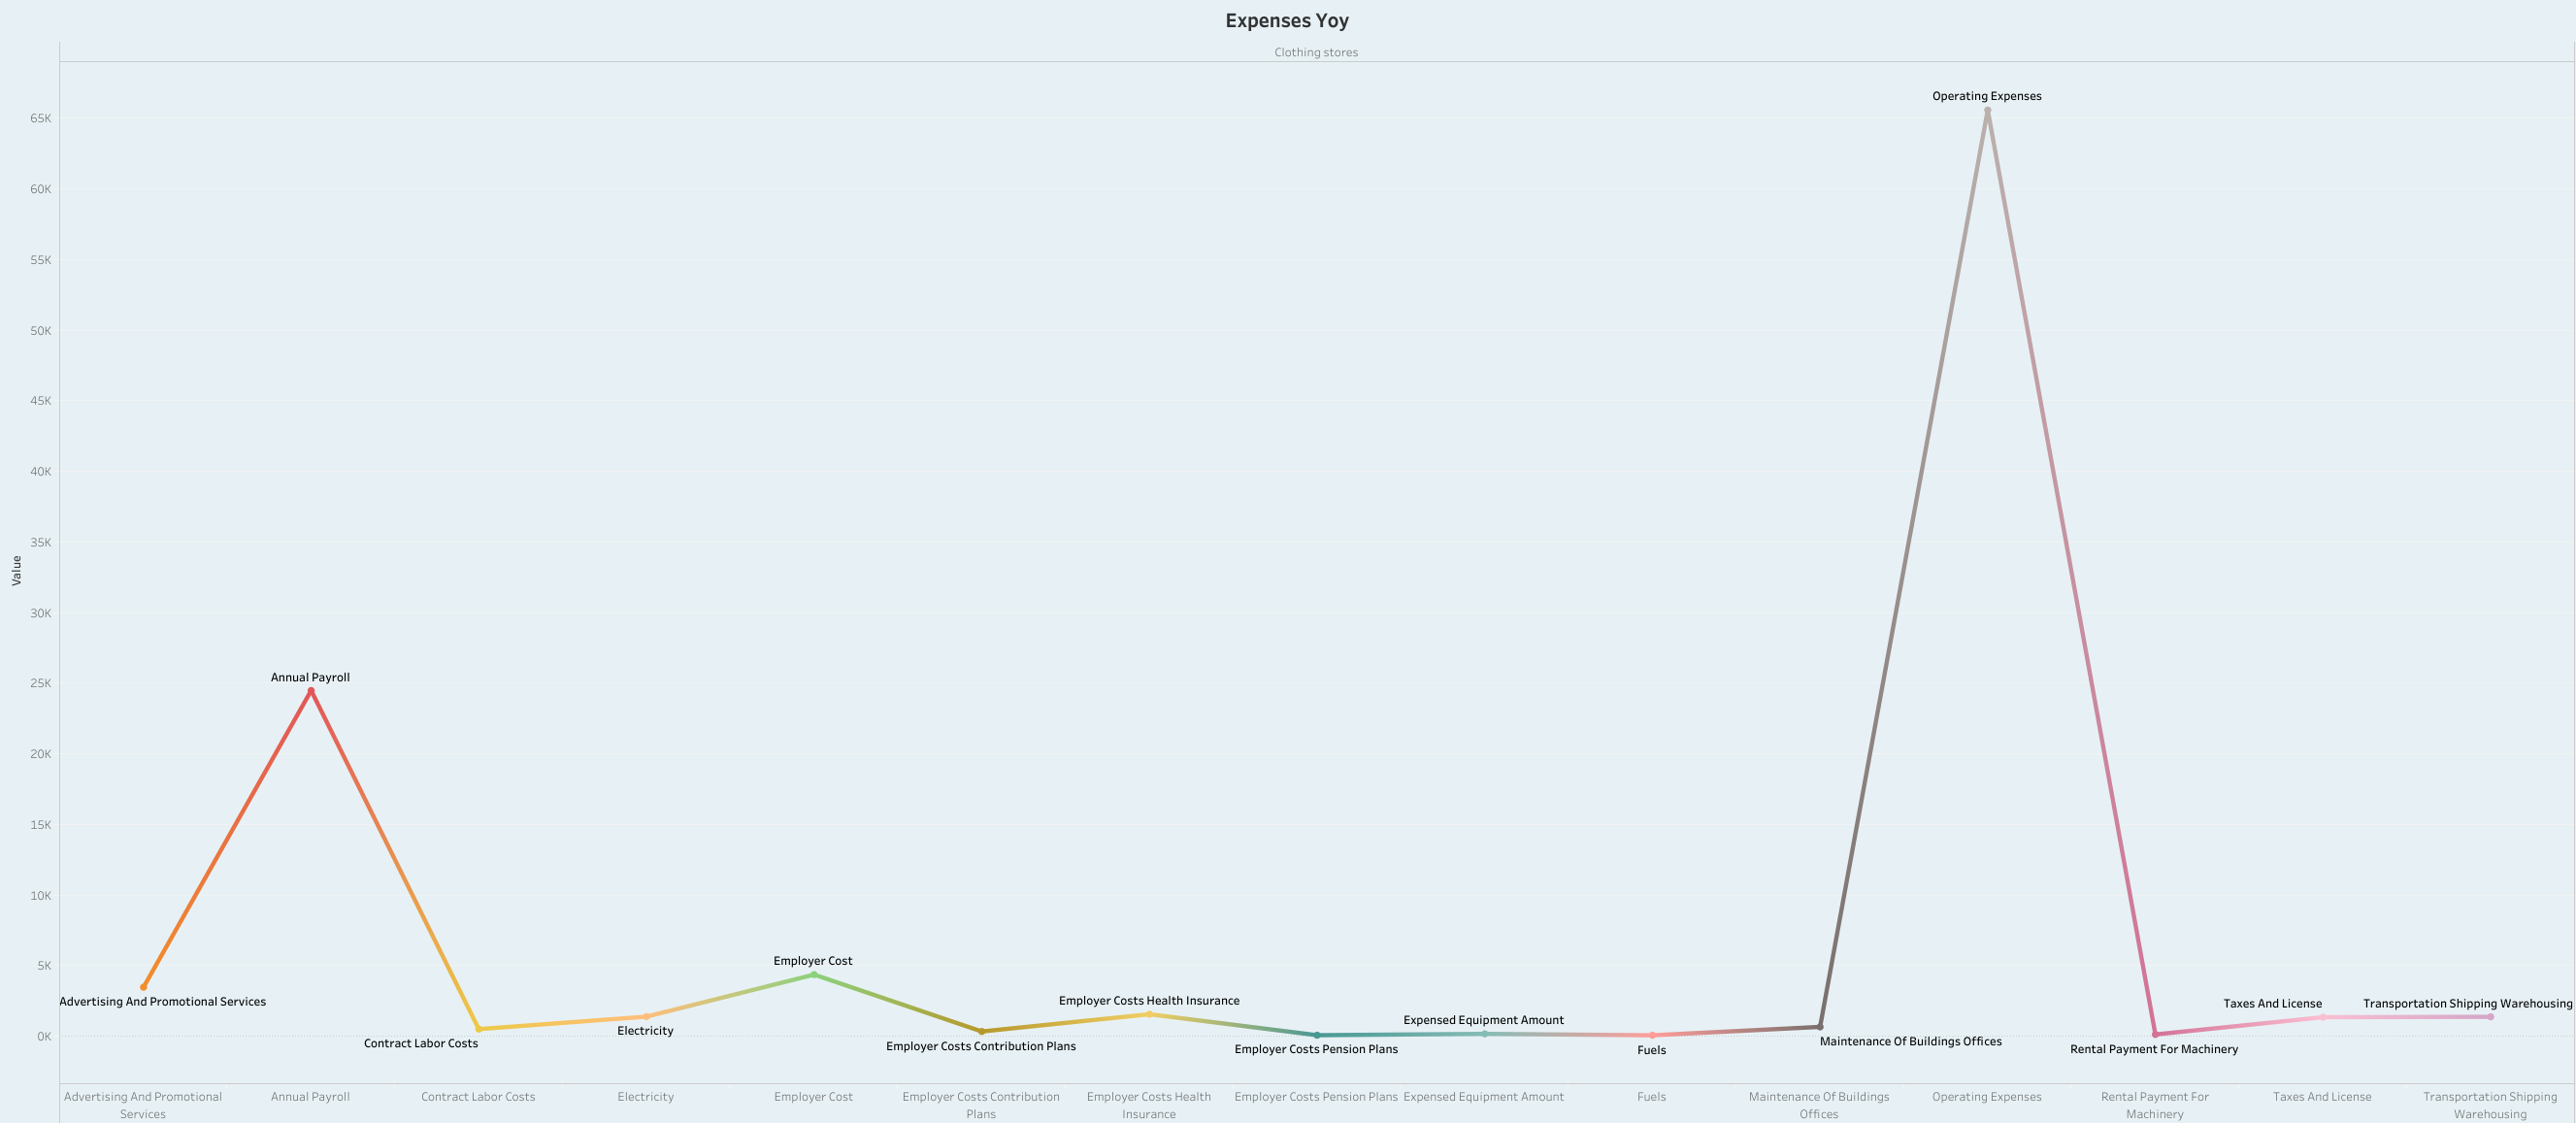 Expenses Yoy
Clothing stores
Value
65K
60K
55K
50K
45K
40K
35K
30K
25K
20K
15K
10K
5K
0K
Operating Expenses
Annual Payroll
Employer Cost
Advertising And Promotional Services
Employer Costs Health Insurance
Taxes And License
Transportation Shipping Warehousing
Expensed Equipment Amount
Electricity
Contract Labor Costs
Maintenance Of Buildings Offices
Employer Costs Contribution Plans
Employer Costs Pension Plans
Fuels
Rental Payment For Machinery
Advertising And Promotional
Services
Annual Payroll
Contract Labor Costs
Electricity
Employer Cost
Employer Costs Contribution
Plans
Employer Costs Health
Insurance
Employer Costs Pension Plans
Expensed Equipment Amount
Fuels
Maintenance Of Buildings
Offices
Operating Expenses
Rental Payment For
Machinery
Taxes And License
Transportation Shipping
Warehousing